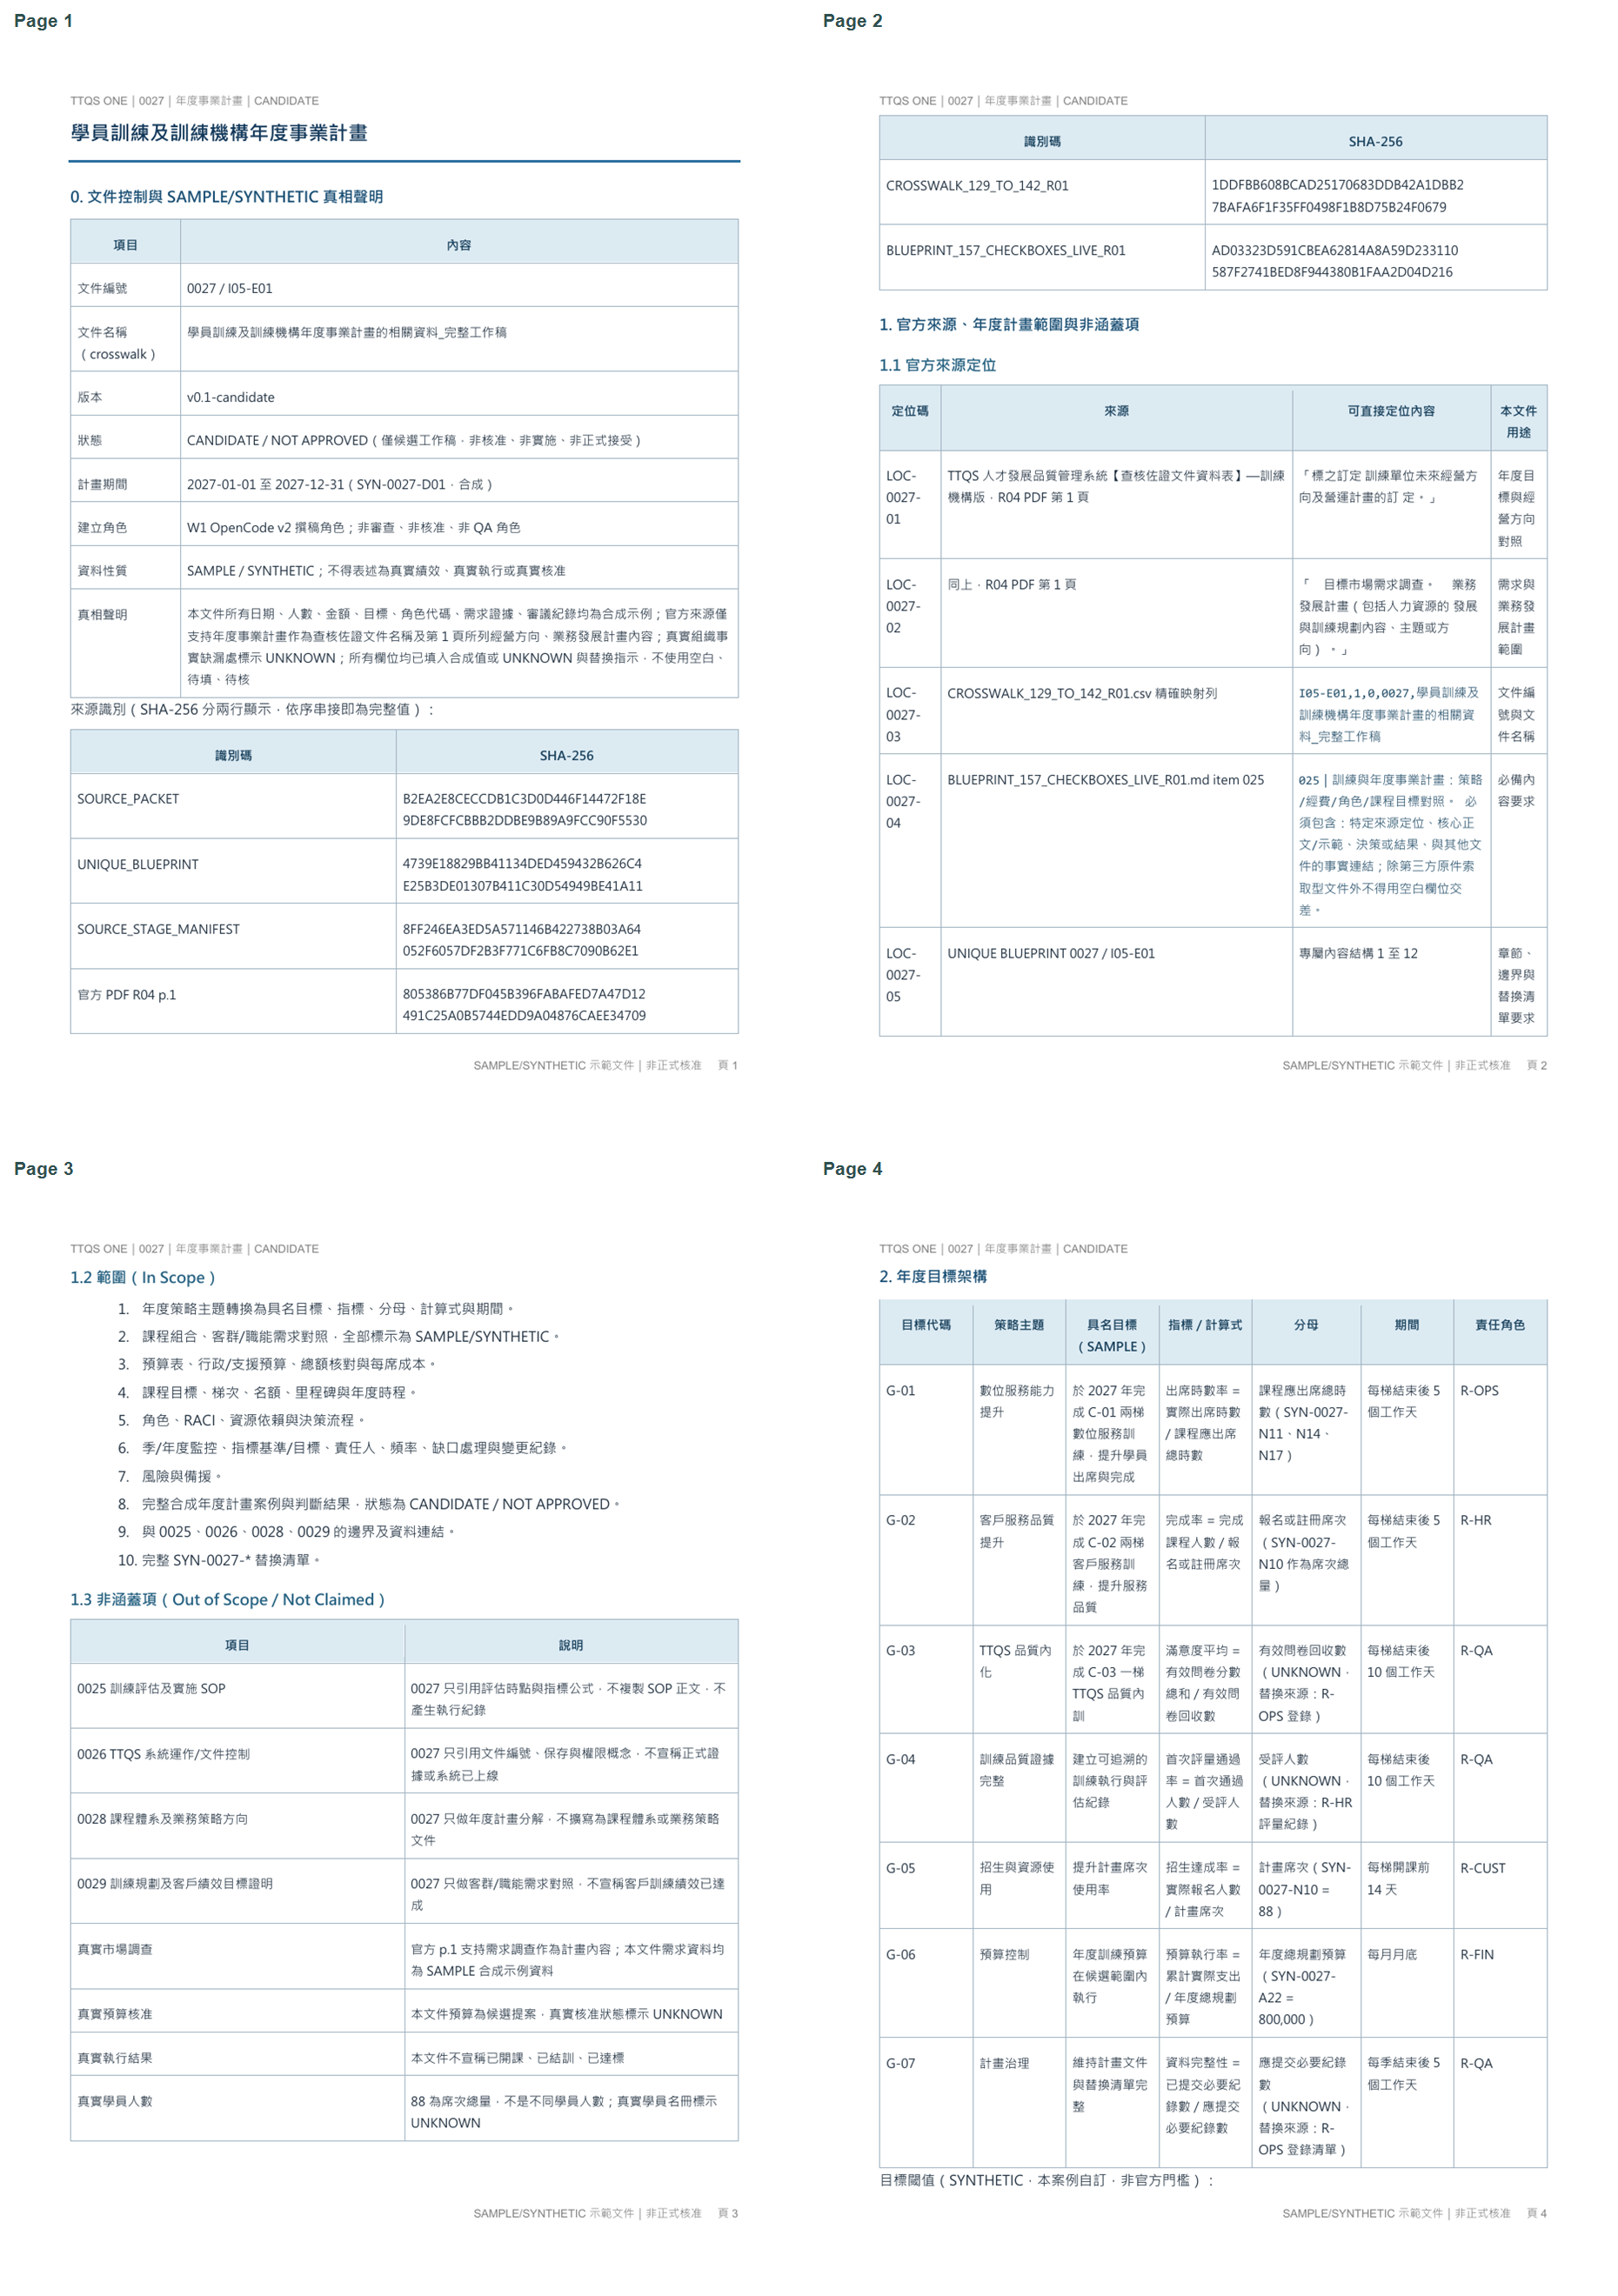 Page 1
TTQS ONE｜0027｜年度事業計畫｜CANDIDATE
學員訓練及訓練機構年度事業計畫
0. 文件控制與 SAMPLE/SYNTHETIC 真相聲明
項目 內容
文件編號 0027 / I05-E01
文件名稱 學員訓練及訓練機構年度事業計畫的相關資料_完整工作稿
（crosswalk）
版本 v0.1-candidate
狀態 CANDIDATE / NOT APPROVED（僅候選工作稿，非核准、非實施、非正式接受）
計畫期間 2027-01-01 至 2027-12-31（SYN-0027-D01，合成）
建立角色 W1 OpenCode v2 撰稿角色；非審查、非核准、非 QA 角色
資料性質 SAMPLE / SYNTHETIC；不得表述為真實績效、真實執行或真實核准
真相聲明 本文件所有日期、人數、金額、目標、角色代碼、需求證據、審議紀錄均為合成示例；官方來源僅
支持年度事業計畫作為查核佐證文件名稱及第 1 頁所列經營方向、業務發展計畫內容；真實組織事
實缺漏處標示 UNKNOWN；所有欄位均已填入合成值或 UNKNOWN 與替換指示，不使用空白、
待填、待核
來源識別（SHA-256 分兩行顯示，依序串接即為完整值）：
識別碼 SHA-256
SOURCE_PACKET B2EA2E8CECCDB1C3D0D446F14472F18E
9DE8FCFCBBB2DDBE9B89A9FCC90F5530
UNIQUE_BLUEPRINT 4739E18829BB41134DED459432B626C4
E25B3DE01307B411C30D54949BE41A11
SOURCE_STAGE_MANIFEST 8FF246EA3ED5A571146B422738B03A64
052F6057DF2B3F771C6FB8C7090B62E1
官方 PDF R04 p.1 805386B77DF045B396FABAFED7A47D12
491C25A0B5744EDD9A04876CAEE34709
SAMPLE/SYNTHETIC 示範文件｜非正式核准 頁 1
Page 2
TTQS ONE｜0027｜年度事業計畫｜CANDIDATE
識別碼 SHA-256
CROSSWALK_129_TO_142_R01 1DDFBB608BCAD25170683DDB42A1DBB2
7BAFA6F1F35FF0498F1B8D75B24F0679
BLUEPRINT_157_CHECKBOXES_LIVE_R01 AD03323D591CBEA62814A8A59D233110
587F2741BED8F944380B1FAA2D04D216
1. 官方來源、年度計畫範圍與非涵蓋項
1.1 官方來源定位
定位碼 來源 可直接定位內容 本文件
用途
LOC-
0027-
01
TTQS 人才發展品質管理系統【查核佐證文件資料表】—訓練
機構版，R04 PDF 第 1 頁
「標之訂定 訓練單位未來經營方
向及營運計畫的訂 定。」
年度目
標與經
營方向
對照
LOC-
0027-
02
同上，R04 PDF 第 1 頁
「 目標市場需求調查。 業務
發展計畫（包括人力資源的 發展
與訓練規劃內容、主題或方
向）。」
需求與
業務發
展計畫
範圍
LOC-
0027-
03
CROSSWALK_129_TO_142_R01.csv 精確映射列
I05-E01,1,0,0027,學員訓練及
訓練機構年度事業計畫的相關資
料_完整工作稿
文件編
號與文
件名稱
LOC-
0027-
04
BLUEPRINT_157_CHECKBOXES_LIVE_R01.md item 025
025｜訓練與年度事業計畫：策略
/經費/角色/課程目標對照。 必
須包含：特定來源定位、核心正
文/示範、決策或結果、與其他文
件的事實連結；除第三方原件索
取型文件外不得用空白欄位交
差。
必備內
容要求
LOC-
0027-
05
UNIQUE BLUEPRINT 0027 / I05-E01
專屬內容結構 1 至 12
章節、
邊界與
替換清
單要求
SAMPLE/SYNTHETIC 示範文件｜非正式核准 頁 2
Page 3
TTQS ONE｜0027｜年度事業計畫｜CANDIDATE
1.2 範圍（In Scope）
1. 年度策略主題轉換為具名目標、指標、分母、計算式與期間。
2. 課程組合、客群/職能需求對照，全部標示為 SAMPLE/SYNTHETIC。
3. 預算表、行政/支援預算、總額核對與每席成本。
4. 課程目標、梯次、名額、里程碑與年度時程。
5. 角色、RACI、資源依賴與決策流程。
6. 季/年度監控、指標基準/目標、責任人、頻率、缺口處理與變更紀錄。
7. 風險與備援。
8. 完整合成年度計畫案例與判斷結果，狀態為 CANDIDATE / NOT APPROVED。
9. 與 0025、0026、0028、0029 的邊界及資料連結。
10. 完整 SYN-0027-* 替換清單。
1.3 非涵蓋項（Out of Scope / Not Claimed）
項目 說明
0025 訓練評估及實施 SOP 0027 只引用評估時點與指標公式，不複製 SOP 正文，不
產生執行紀錄
0026 TTQS 系統運作/文件控制 0027 只引用文件編號、保存與權限概念，不宣稱正式證
據或系統已上線
0028 課程體系及業務策略方向 0027 只做年度計畫分解，不擴寫為課程體系或業務策略
文件
0029 訓練規劃及客戶績效目標證明 0027 只做客群/職能需求對照，不宣稱客戶訓練績效已達
成
真實市場調查 官方 p.1 支持需求調查作為計畫內容；本文件需求資料均
為 SAMPLE 合成示例資料
真實預算核准 本文件預算為候選提案，真實核准狀態標示 UNKNOWN
真實執行結果 本文件不宣稱已開課、已結訓、已達標
真實學員人數 88 為席次總量，不是不同學員人數；真實學員名冊標示
UNKNOWN
SAMPLE/SYNTHETIC 示範文件｜非正式核准 頁 3
Page 4
TTQS ONE｜0027｜年度事業計畫｜CANDIDATE
2. 年度目標架構
目標代碼 策略主題 具名目標 指標 / 計算式 分母 期間 責任角色
（SAMPLE）
G-01
數位服務能力
提升
於 2027 年完
成 C-01 兩梯
數位服務訓
練，提升學員
出席與完成
出席時數率 =
實際出席時數
/ 課程應出席
總時數
課程應出席總時
數（SYN-0027-
N11、N14、
N17）
每梯結束後 5
個工作天
R-OPS
G-02
客戶服務品質
提升
於 2027 年完
成 C-02 兩梯
客戶服務訓
練，提升服務
品質
完成率 = 完成
課程人數 / 報
名或註冊席次
報名或註冊席次
（SYN-0027-
N10 作為席次總
量）
每梯結束後 5
個工作天
R-HR
G-03
TTQS 品質內
化
於 2027 年完
成 C-03 一梯
TTQS 品質內
訓
滿意度平均 =
有效問卷分數
總和 / 有效問
卷回收數
有效問卷回收數
（UNKNOWN，
替換來源：R-
OPS 登錄）
每梯結束後
10 個工作天
R-QA
G-04
訓練品質證據
完整
建立可追溯的
訓練執行與評
估紀錄
首次評量通過
率 = 首次通過
人數 / 受評人
數
受評人數
（UNKNOWN，
替換來源：R-HR
評量紀錄）
每梯結束後
10 個工作天
R-QA
G-05
招生與資源使
用
提升計畫席次
使用率
招生達成率 =
實際報名人數
/ 計畫席次
計畫席次（SYN-
0027-N10 =
88）
每梯開課前
14 天
R-CUST
G-06
預算控制
年度訓練預算
在候選範圍內
執行
預算執行率 =
累計實際支出
/ 年度總規劃
預算
年度總規劃預算
（SYN-0027-
A22 =
800,000）
每月月底
R-FIN
G-07
計畫治理
維持計畫文件
與替換清單完
整
資料完整性 =
已提交必要紀
錄數 / 應提交
必要紀錄數
應提交必要紀錄
數
（UNKNOWN，
替換來源：R-
OPS 登錄清單）
每季結束後 5
個工作天
R-QA
目標閾值（SYNTHETIC，本案例自訂，非官方門檻）：
SAMPLE/SYNTHETIC 示範文件｜非正式核准 頁 4